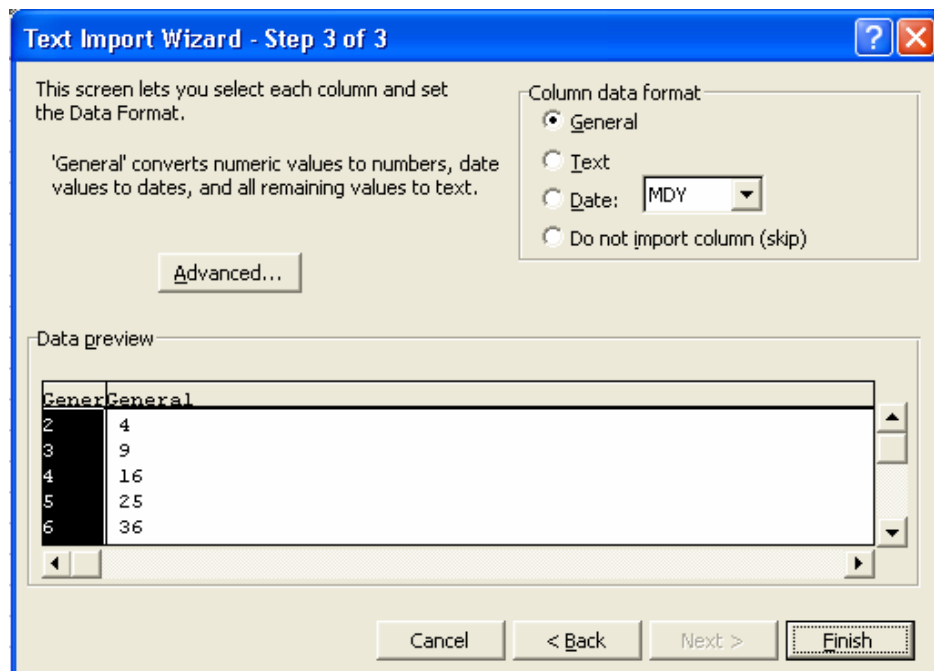 Text Import Wizard - Step 3 of 3
This screen lets you select each column and set
the Data Format.
'General' converts numeric values to numbers, date
values to dates, and all remaining values to text.
Advanced...
Column data format
General
Text
Date: MDY
Do not import column (skip)
Data preview
Gener General
2 4
3 9
4 16
5 25
6 36
Cancel < Back Next > Finish